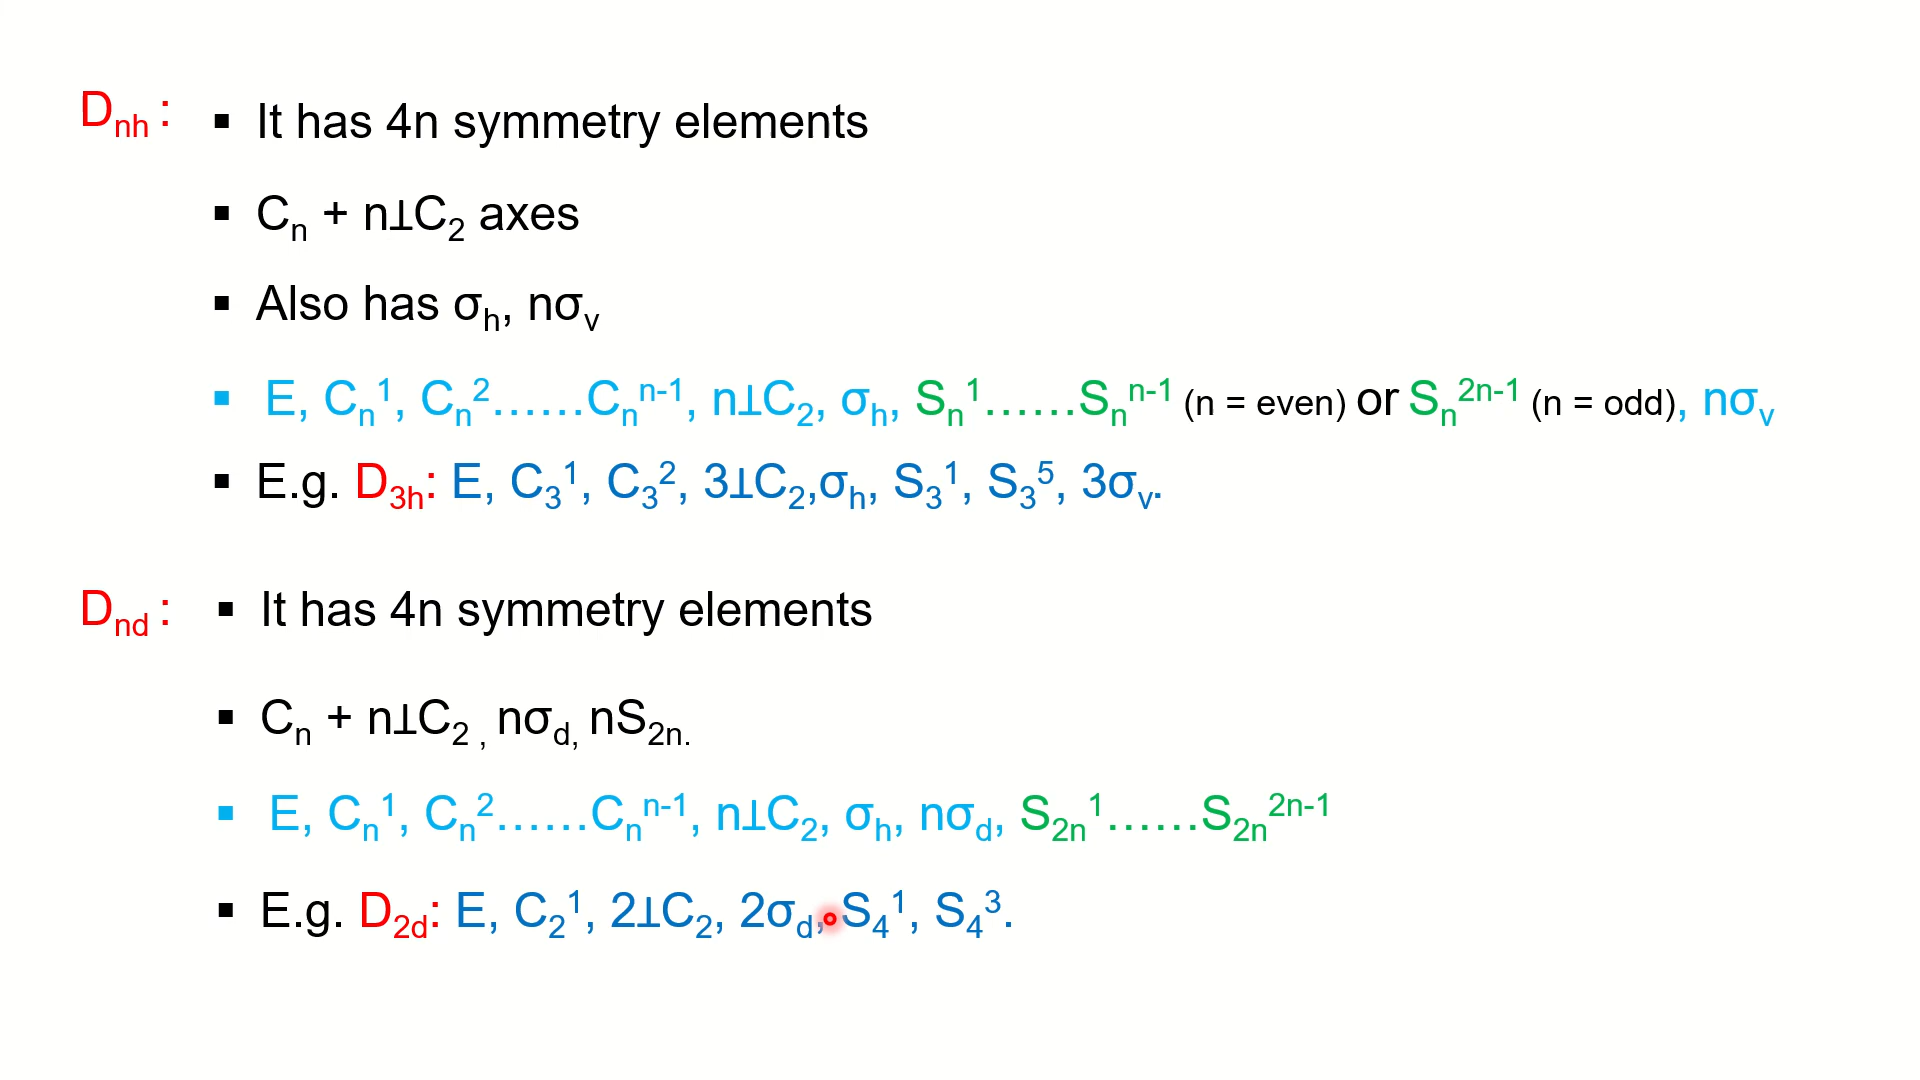 Dₙₕ : ▪ It has 4n symmetry elements
▪ Cₙ + n⊥C₂ axes
▪ Also has σₕ, nσᵥ
▪ E, Cₙ¹, Cₙ²……Cₙⁿ⁻¹, n⊥C₂, σₕ, Sₙ¹……Sₙⁿ⁻¹ (n = even) or Sₙ²ⁿ⁻¹ (n = odd), nσᵥ
▪ E.g. D₃ₕ: E, C₃¹, C₃², 3⊥C₂,σₕ, S₃¹, S₃⁵, 3σᵥ.
Dₙd : ▪ It has 4n symmetry elements
▪ Cₙ + n⊥C₂ , nσd, nS₂ₙ.
▪ E, Cₙ¹, Cₙ²……Cₙⁿ⁻¹, n⊥C₂, σₕ, nσd, S₂ₙ¹……S₂ₙ²ⁿ⁻¹
▪ E.g. D₂d: E, C₂¹, 2⊥C₂, 2σd, S₄¹, S₄³.